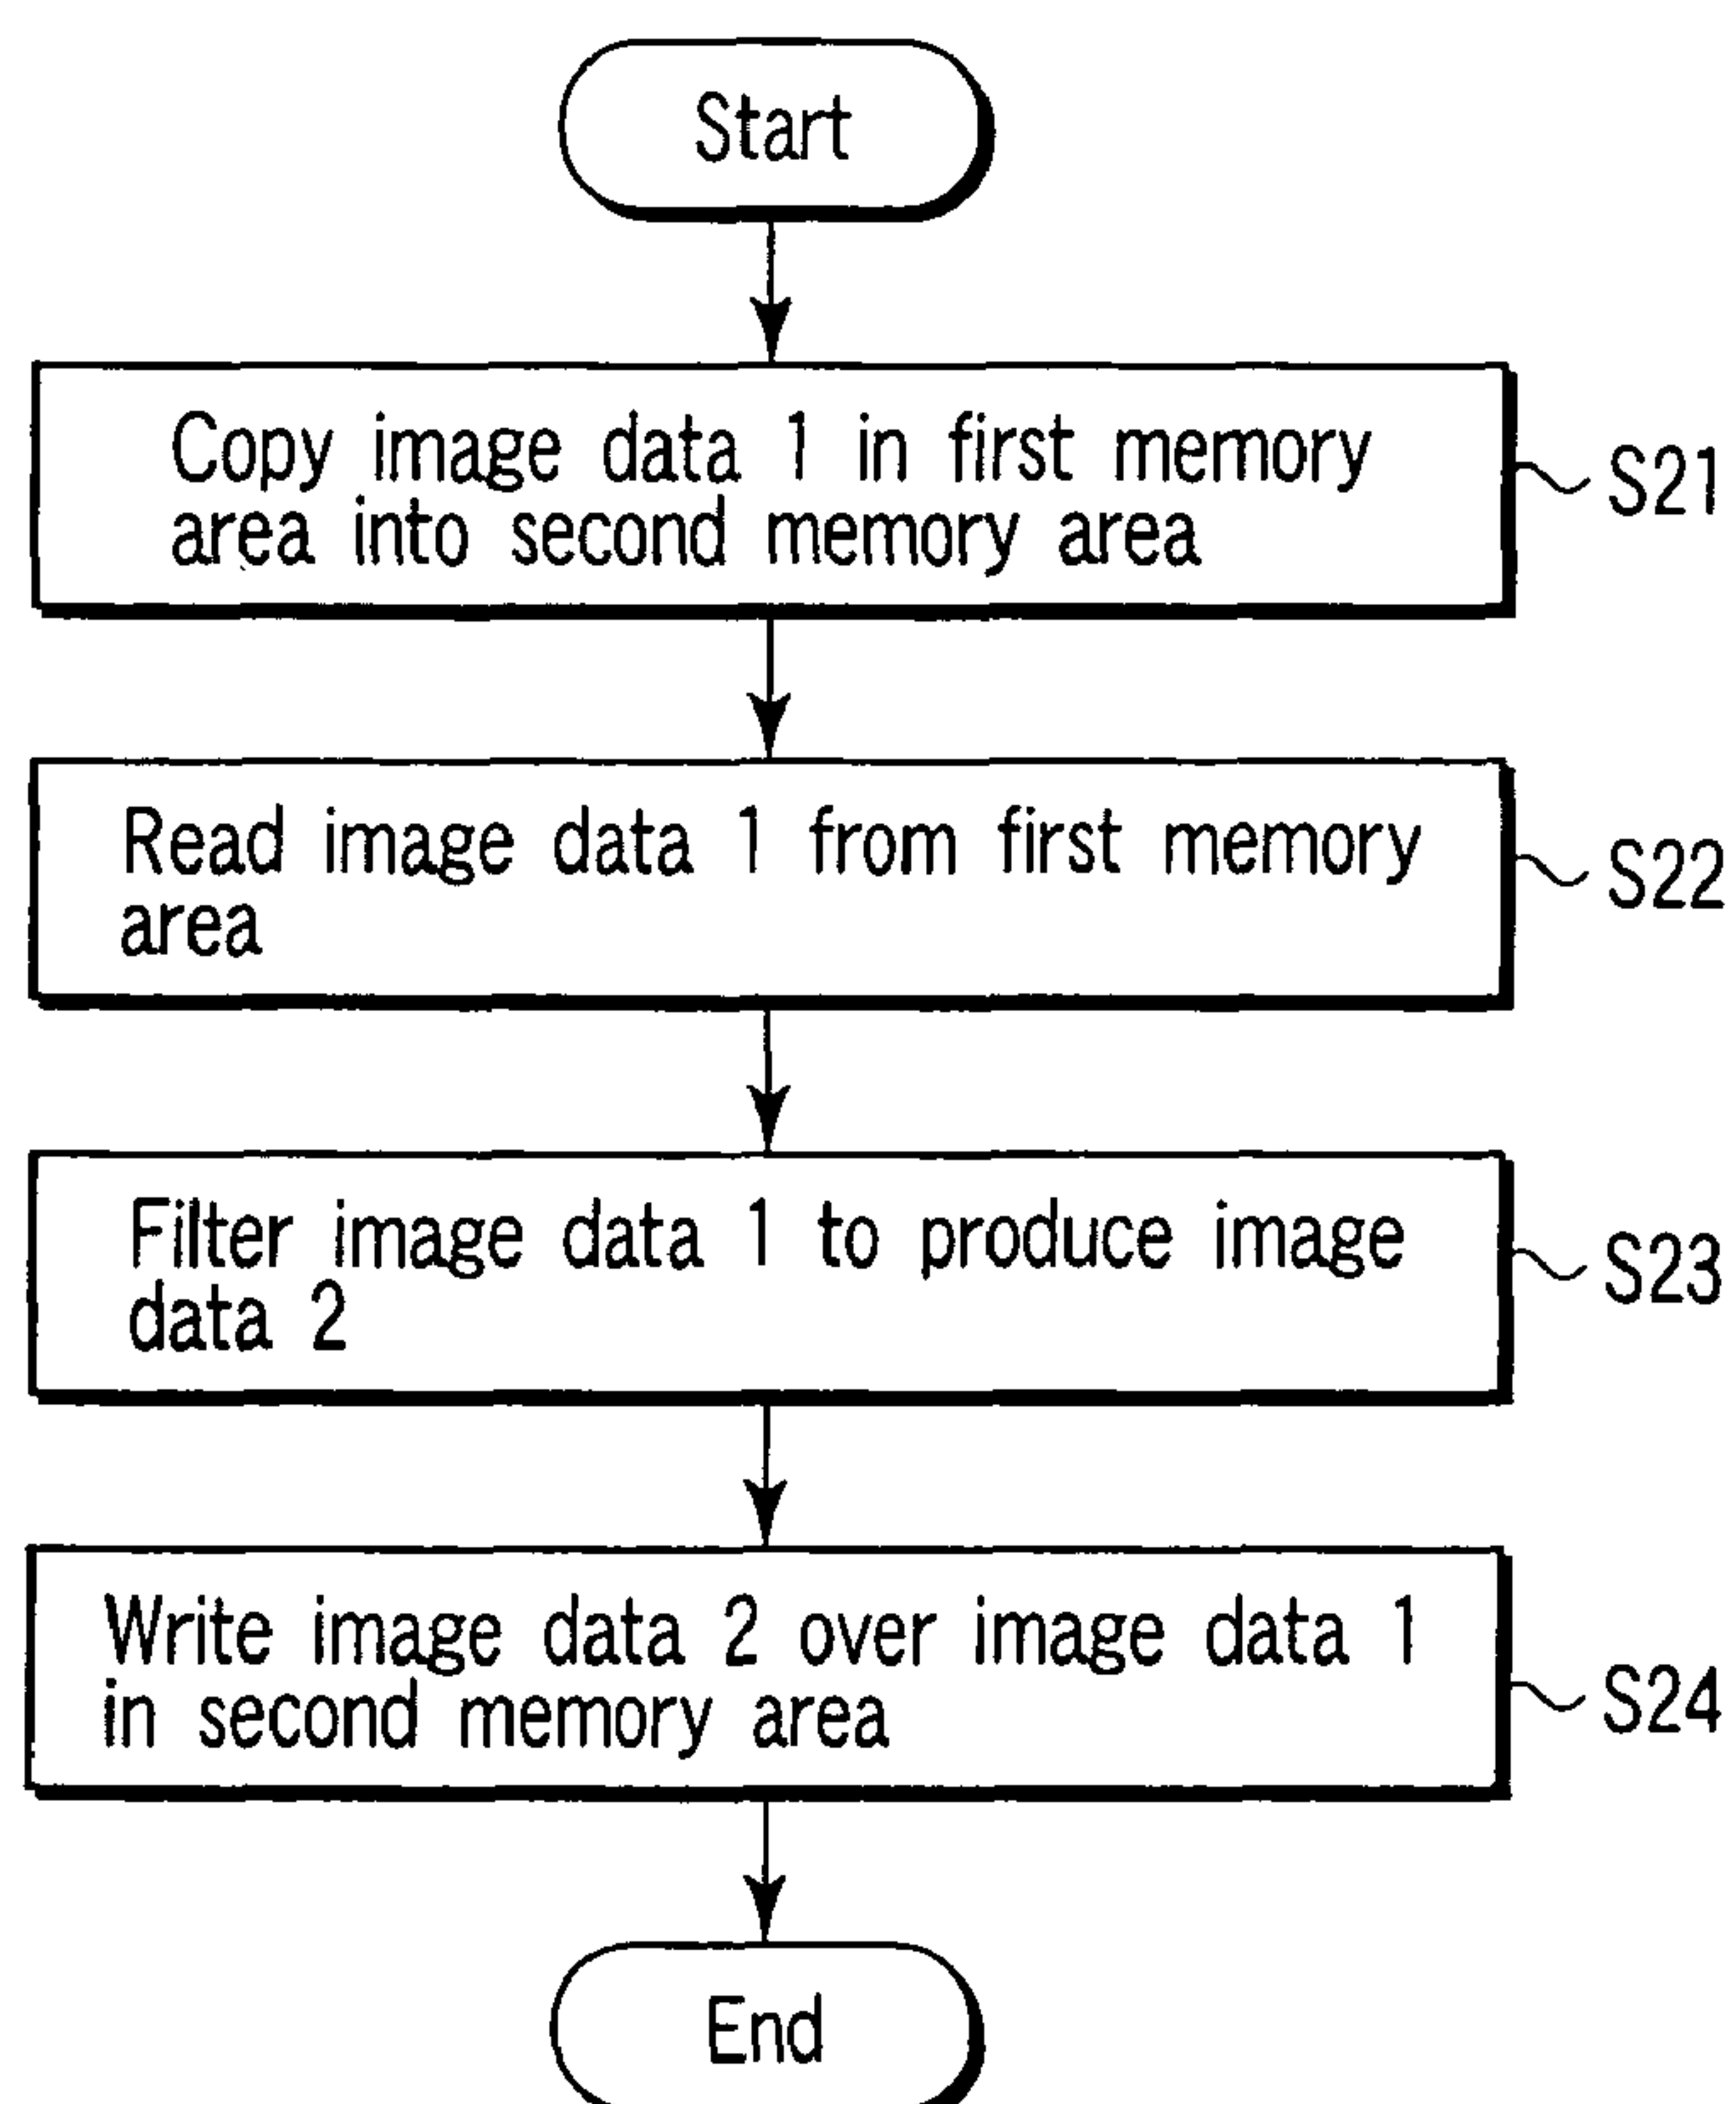 Start
Copy image data 1 in first memory
area into second memory area
S21
Read image data 1 from first memory
area
S22
Filter image data 1 to produce image
data 2
S23
Write image data 2 over image data 1
in second memory area
S24
End